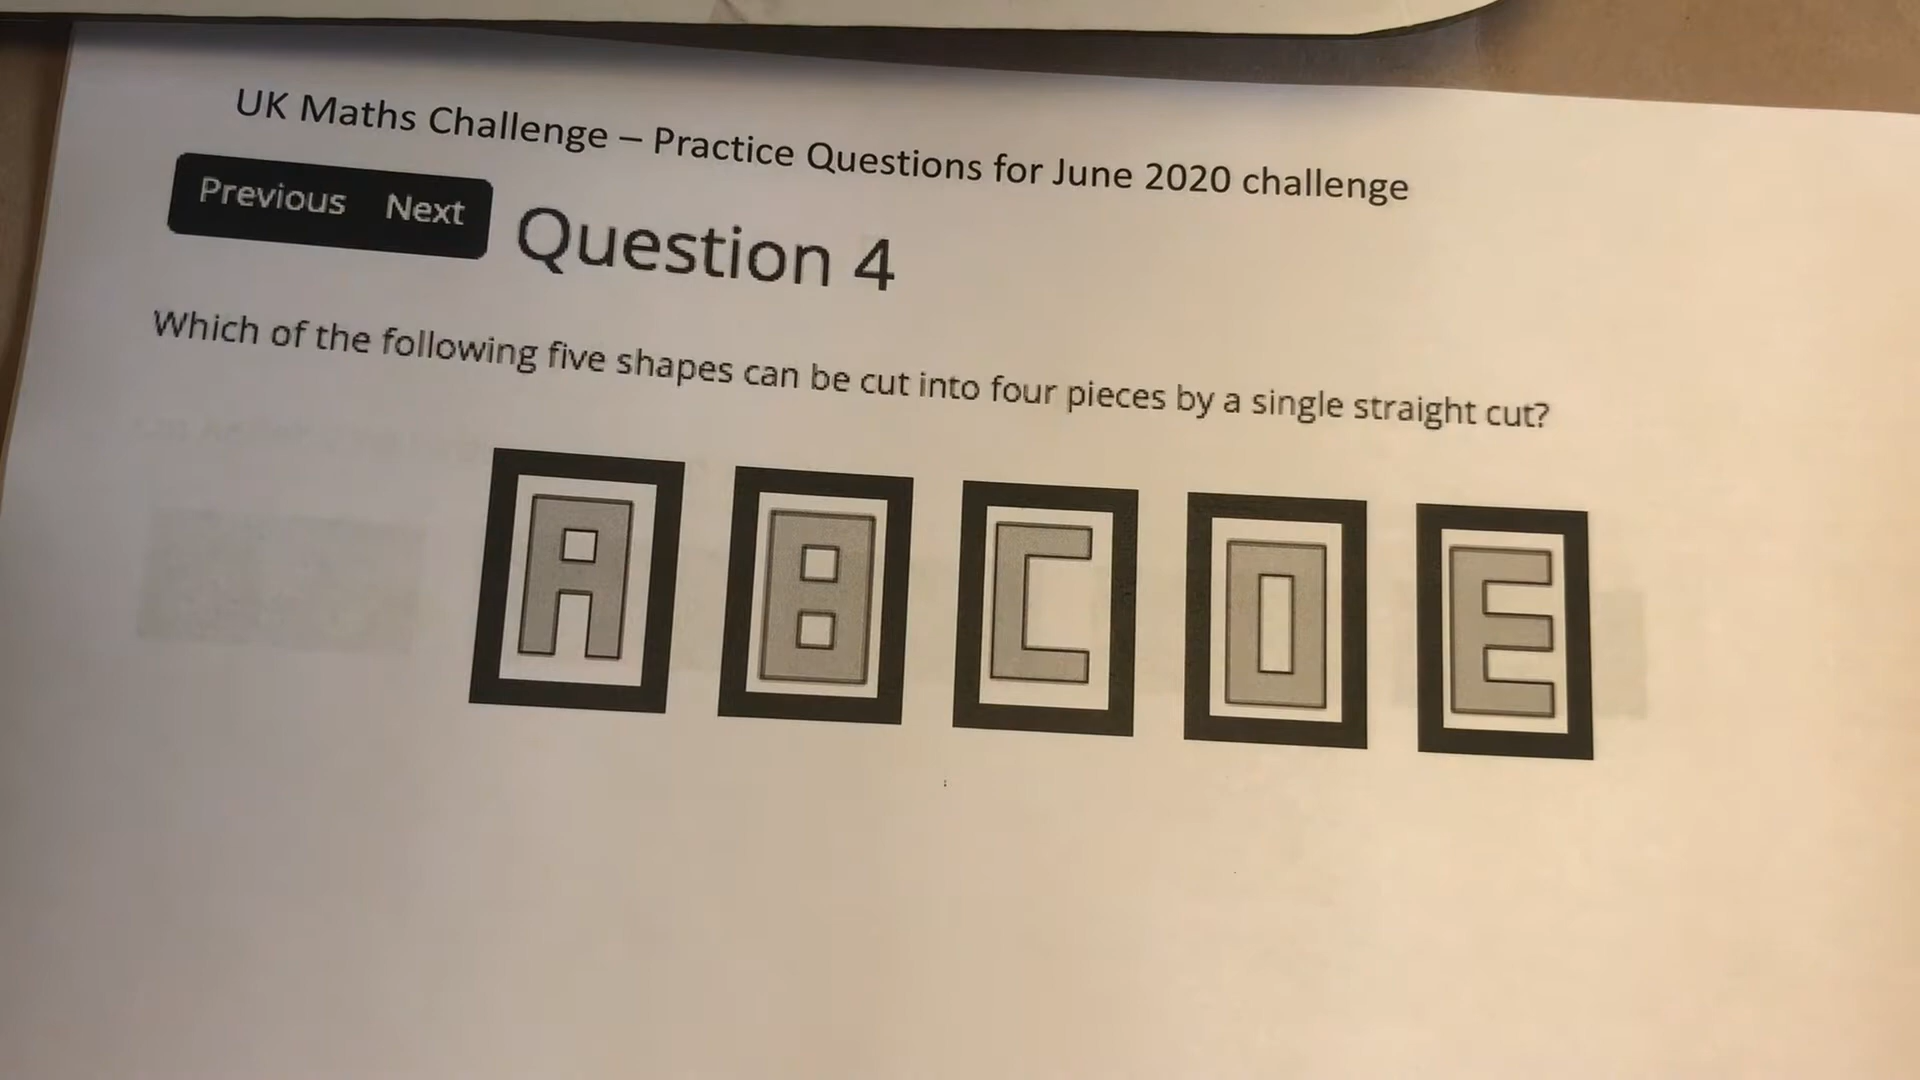 UK Maths Challenge – Practice Questions for June 2020 challenge
Previous Next
Question 4
Which of the following five shapes can be cut into four pieces by a single straight cut?
A B C D E